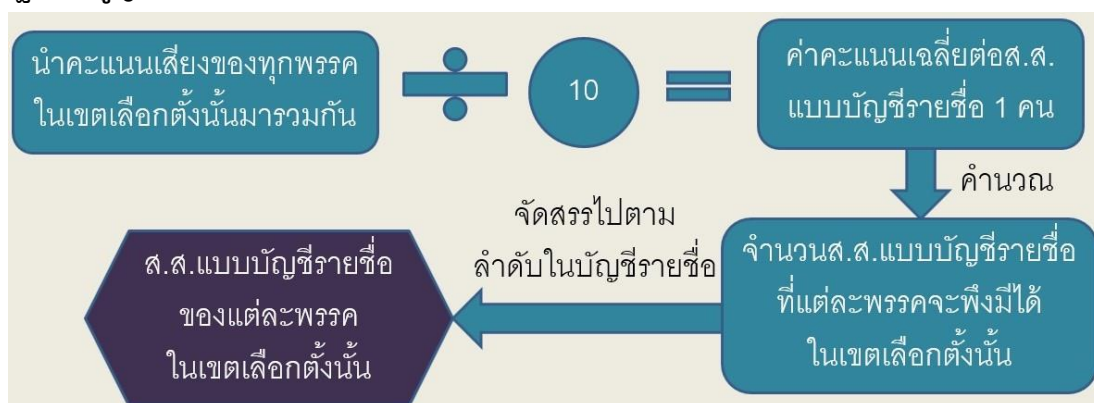 นำคะแนนเสียงของทุกพรรค
ในเขตเลือกตั้งนั้นมารวมกัน
10
ค่าคะแนนเฉลี่ยต่อส.ส.
แบบบัญชีรายชื่อ 1 คน
คำนวณ
จำนวนส.ส.แบบบัญชีรายชื่อ
ที่แต่ละพรรคจะพึงมีได้
ในเขตเลือกตั้งนั้น
จัดสรรไปตาม
ลำดับในบัญชีรายชื่อ
ส.ส.แบบบัญชีรายชื่อ
ของแต่ละพรรค
ในเขตเลือกตั้งนั้น